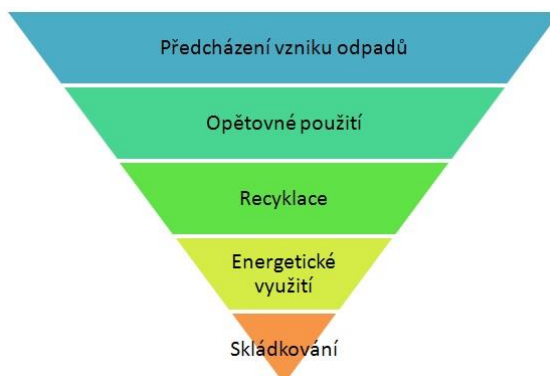 Předcházení vzniku odpadů
Opětovné použití
Recyklace
Energetické
využití
Skládkování